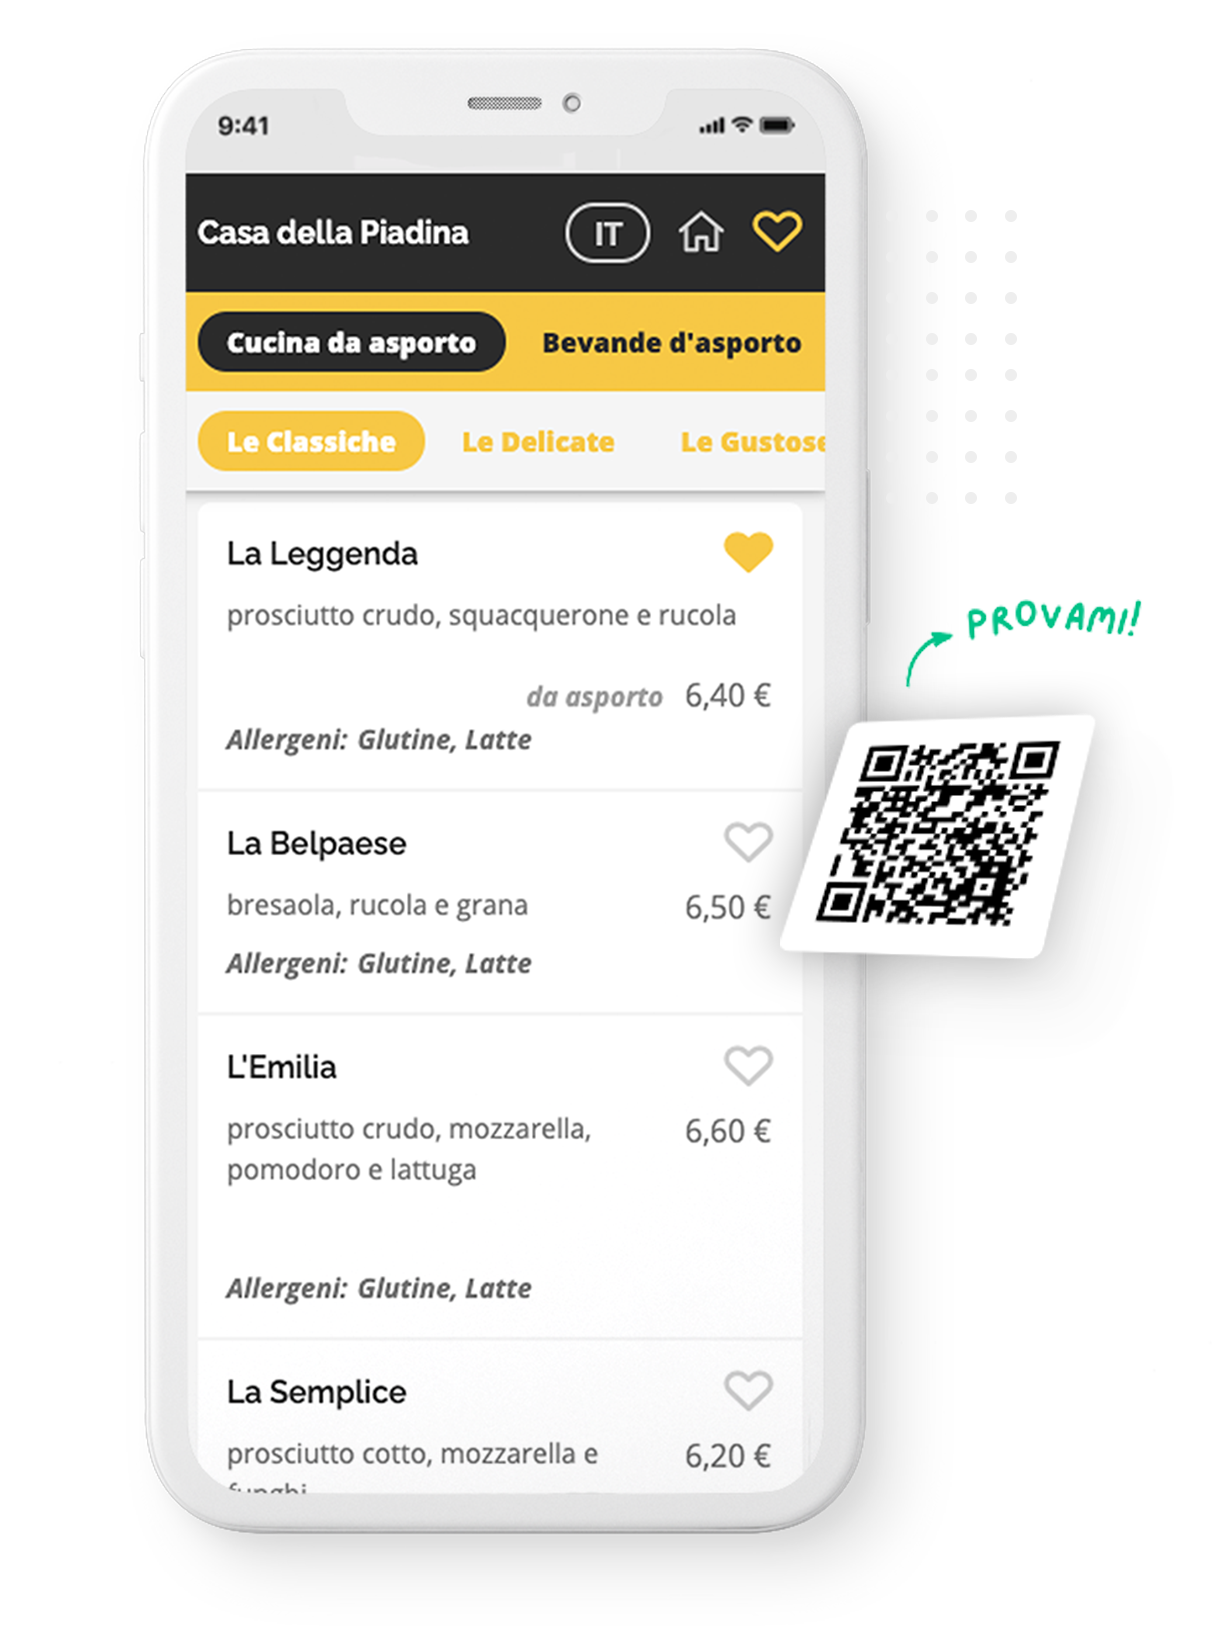 9:41
Casa della Piadina
IT
Cucina da asporto
Bevande d'asporto
Le Classiche
Le Delicate
Le Gustose
La Leggenda
prosciutto crudo, squacquerone e rucola
da asporto 6,40 €
Allergeni: Glutine, Latte
PROVAMI!
La Belpaese
bresaola, rucola e grana
6,50 €
Allergeni: Glutine, Latte
L'Emilia
prosciutto crudo, mozzarella,
6,60 €
pomodoro e lattuga
Allergeni: Glutine, Latte
La Semplice
prosciutto cotto, mozzarella e
6,20 €
funghi